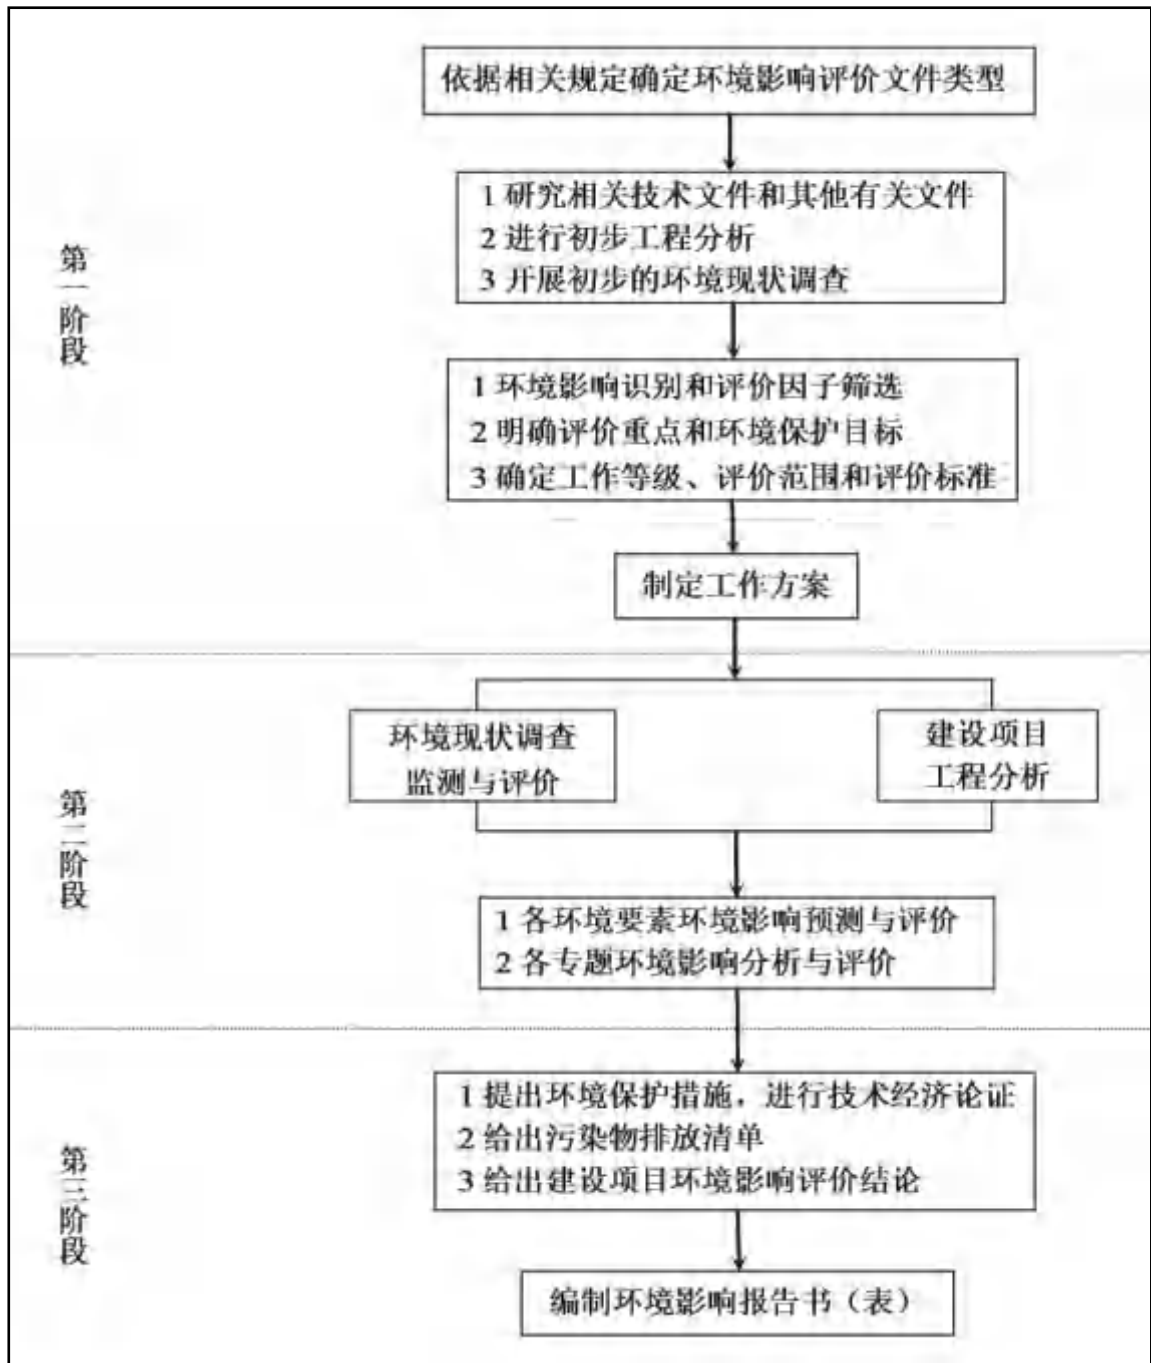 依据相关规定确定环境影响评价文件类型
1 研究相关技术文件和其他有关文件
2 进行初步工程分析
3 开展初步的环境现状调查
第一阶段
1 环境影响识别和评价因子筛选
2 明确评价重点和环境保护目标
3 确定工作等级、评价范围和评价标准
制定工作方案
环境现状调查
监测与评价
建设项目
工程分析
第二阶段
1 各环境要素环境影响预测与评价
2 各专题环境影响分析与评价
1 提出环境保护措施，进行技术经济论证
2 给出污染物排放清单
3 给出建设项目环境影响评价结论
第三阶段
编制环境影响报告书（表）